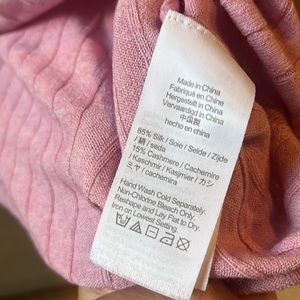 Made in China
Fabriqué en Chine
Hergestellt in China
Vervaardigd in China
中国製
hecho en china
85% Silk / Soie / Seide / Zijde
/ 絹 / seda
15% Cashmere / Cachemire
/ Kaschmir / Kasjmier / カシ
ミヤ / cachemira
Hand Wash Cold Separately.
Non-Chlorine Bleach Only.
Reshape and Lay Flat to Dry.
Iron on Lowest Setting.